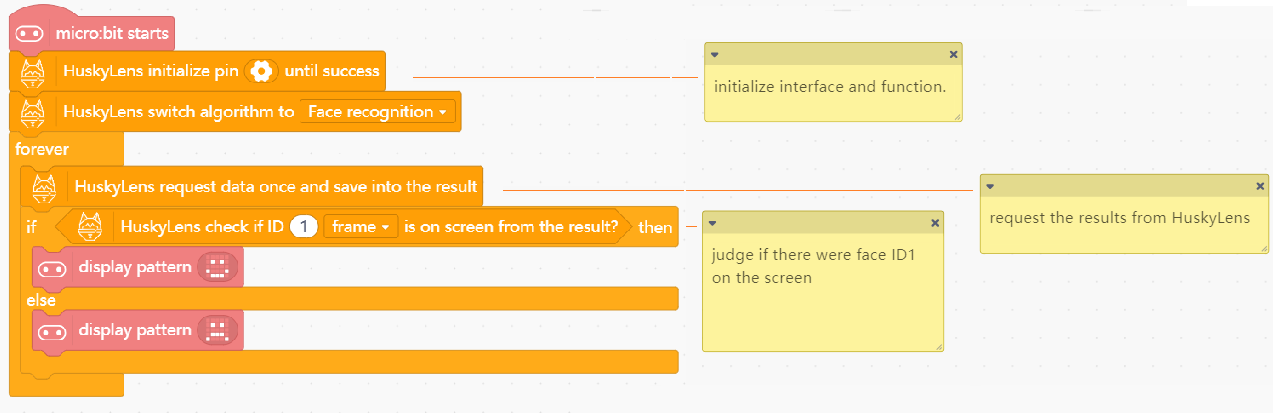 micro:bit starts
HuskyLens initialize pin until success
initialize interface and function.
HuskyLens switch algorithm to Face recognition
forever
HuskyLens request data once and save into the result
request the results from HuskyLens
if HuskyLens check if ID 1 frame is on screen from the result? then
judge if there were face ID1
on the screen
display pattern
else
display pattern